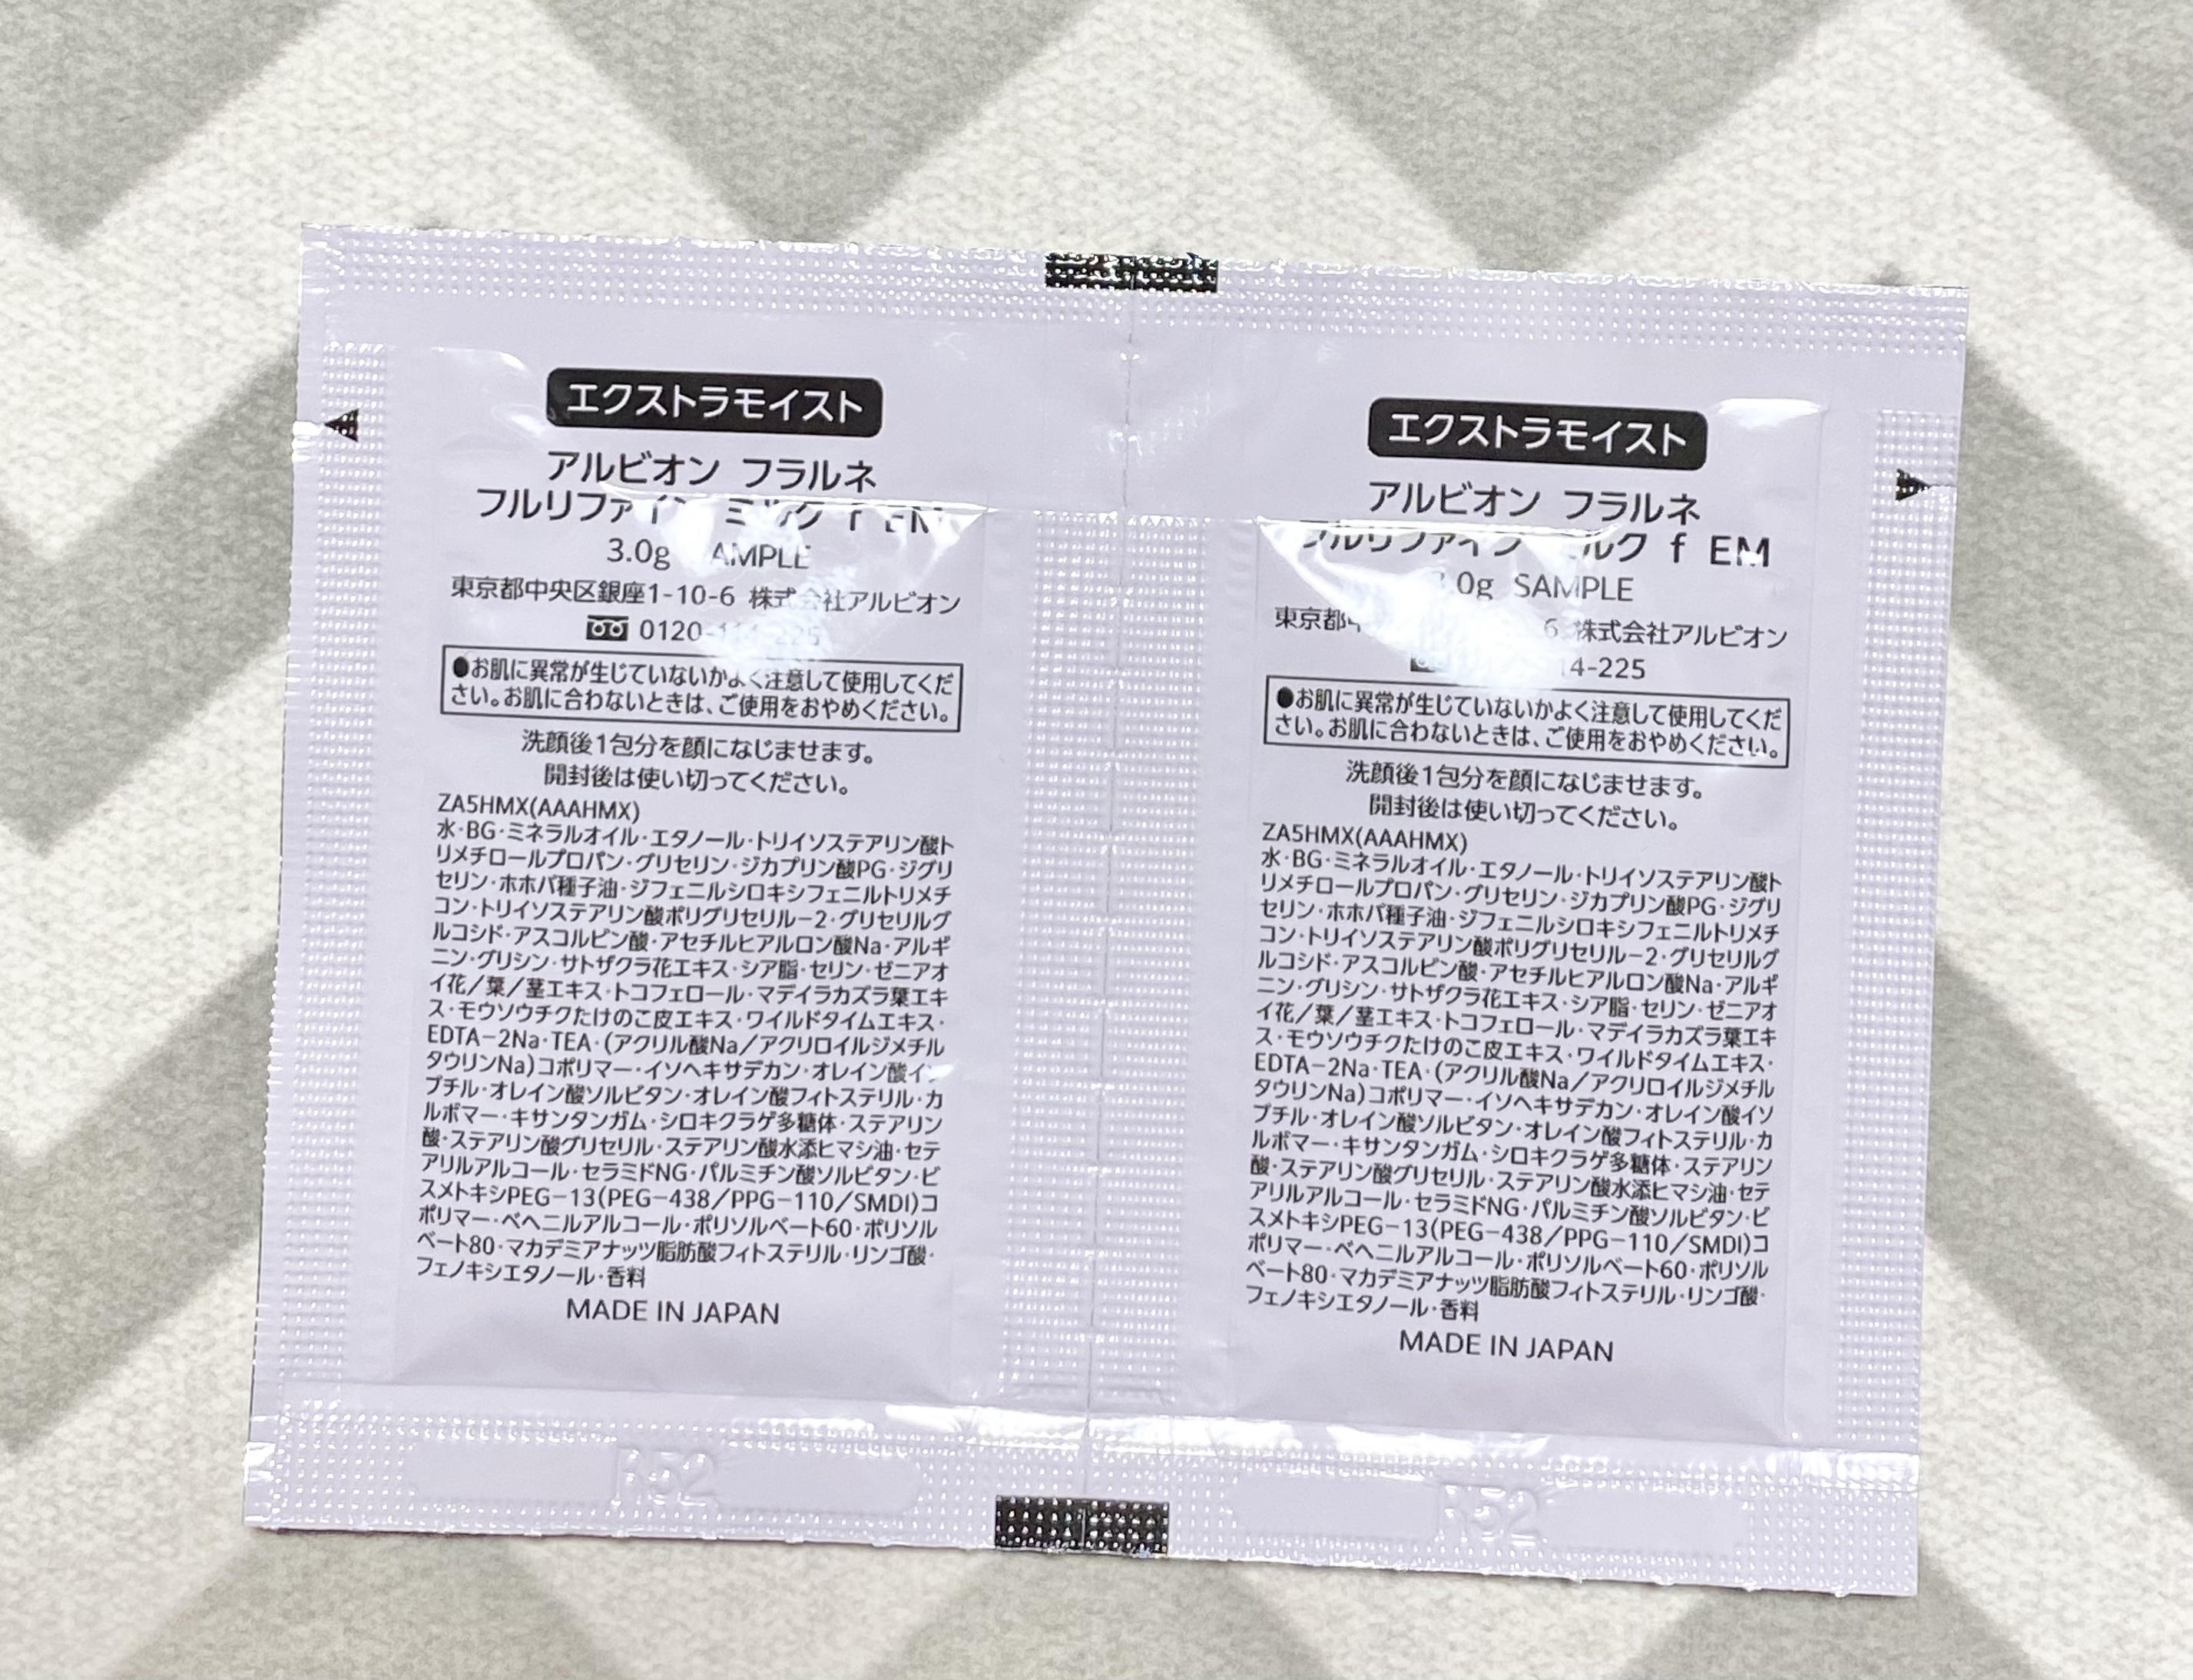 エクストラモイスト
アルビオン フラルネ
フルリファイン ミルク f EM
3.0g AMPLE
東京都中央区銀座1-10-6 株式会社アルビオン
0120-114-225
●お肌に異常が生じていないかよく注意して使用してくだ
さい。お肌に合わないときは、ご使用をおやめください。
洗顔後1包分を顔になじませます。
開封後は使い切ってください。
ZA5HMX(AAAHMX)
水・BG・ミネラルオイル・エタノール・トリイソステアリン酸ト
リメチロールプロパン・グリセリン・ジカプリン酸PG・ジグリ
セリン・ホホバ種子油・ジフェニルシロキシフェニルトリメチ
コン・トリイソステアリン酸ポリグリセリル−2・グリセリルグ
ルコシド・アスコルビン酸・アセチルヒアルロン酸Na・アルギ
ニン・グリシン・サトザクラ花エキス・シア脂・セリン・ゼニアオ
イ花/葉/茎エキス・トコフェロール・マデイラカズラ葉エキ
ス・モウソウチクたけのこ皮エキス・ワイルドタイムエキス・
EDTA−2Na・TEA・(アクリル酸Na/アクリロイルジメチル
タウリンNa)コポリマー・イソヘキサデカン・オレイン酸イソ
ブチル・オレイン酸ソルビタン・オレイン酸フィトステリル・カ
ルボマー・キサンタンガム・シロキクラゲ多糖体・ステアリン
酸・ステアリン酸グリセリル・ステアリン酸水添ヒマシ油・セテ
アリルアルコール・セラミドNG・パルミチン酸ソルビタン・ビ
スメトキシPEG−13(PEG−438/PPG−110/SMDI)コ
ポリマー・ベヘニルアルコール・ポリソルベート60・ポリソル
ベート80・マカデミアナッツ脂肪酸フィトステリル・リンゴ酸・
フェノキシエタノール・香料
MADE IN JAPAN
R52
エクストラモイスト
アルビオン フラルネ
フルリファイン ミルク f EM
3.0g SAMPLE
東京都 6 株式会社アルビオン
14-225
●お肌に異常が生じていないかよく注意して使用してくだ
さい。お肌に合わないときは、ご使用をおやめください。
洗顔後1包分を顔になじませます。
開封後は使い切ってください。
ZA5HMX(AAAHMX)
水・BG・ミネラルオイル・エタノール・トリイソステアリン酸ト
リメチロールプロパン・グリセリン・ジカプリン酸PG・ジグリ
セリン・ホホバ種子油・ジフェニルシロキシフェニルトリメチ
コン・トリイソステアリン酸ポリグリセリル−2・グリセリルグ
ルコシド・アスコルビン酸・アセチルヒアルロン酸Na・アルギ
ニン・グリシン・サトザクラ花エキス・シア脂・セリン・ゼニアオ
イ花/葉/茎エキス・トコフェロール・マデイラカズラ葉エキ
ス・モウソウチクたけのこ皮エキス・ワイルドタイムエキス・
EDTA−2Na・TEA・(アクリル酸Na/アクリロイルジメチル
タウリンNa)コポリマー・イソヘキサデカン・オレイン酸イソ
ブチル・オレイン酸ソルビタン・オレイン酸フィトステリル・カ
ルボマー・キサンタンガム・シロキクラゲ多糖体・ステアリン
酸・ステアリン酸グリセリル・ステアリン酸水添ヒマシ油・セテ
アリルアルコール・セラミドNG・パルミチン酸ソルビタン・ビ
スメトキシPEG−13(PEG−438/PPG−110/SMDI)コ
ポリマー・ベヘニルアルコール・ポリソルベート60・ポリソル
ベート80・マカデミアナッツ脂肪酸フィトステリル・リンゴ酸・
フェノキシエタノール・香料
MADE IN JAPAN
R52